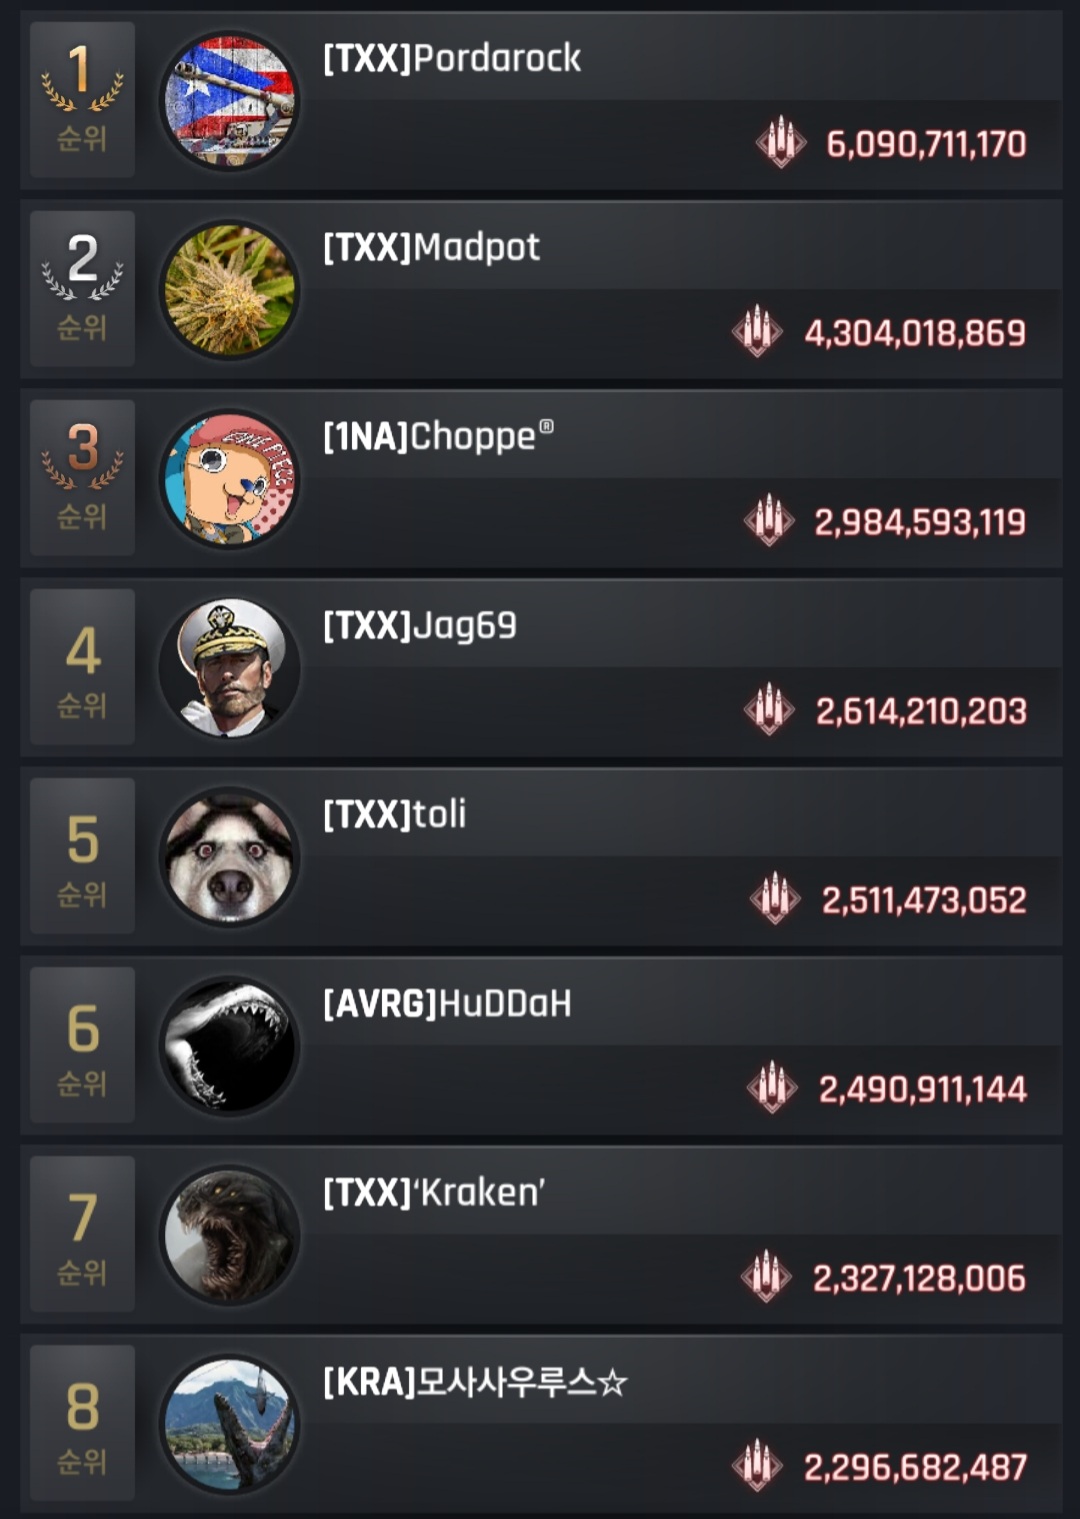 1
순위
[TXX]Pordarock
6,090,711,170
2
순위
[TXX]Madpot
4,304,018,869
3
순위
ONE PIECE
[1NA]Choppe®
2,984,593,119
4
순위
[TXX]Jag69
2,614,210,203
5
순위
[TXX]toli
2,511,473,052
6
순위
[AVRG]HuDDaH
2,490,911,144
7
순위
[TXX]‘Kraken’
2,327,128,006
8
순위
[KRA]모사사우루스☆
2,296,682,487